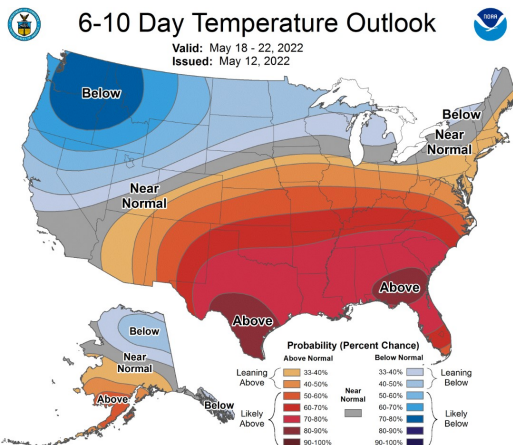 6-10 Day Temperature Outlook
NOAA
Valid: May 18 - 22, 2022
Issued: May 12, 2022
Below
Below
Near
Normal
Near
Normal
Above
Above
Below
Near
Normal
Above
Below
Probability (Percent Chance)
Above Normal
Below Normal
Leaning
Above
33-40%
40-50%
Likely
Above
50-60%
60-70%
70-80%
80-90%
90-100%
Near
Normal
33-40%
40-50%
Leaning
Below
50-60%
60-70%
70-80%
80-90%
90-100%
Likely
Below